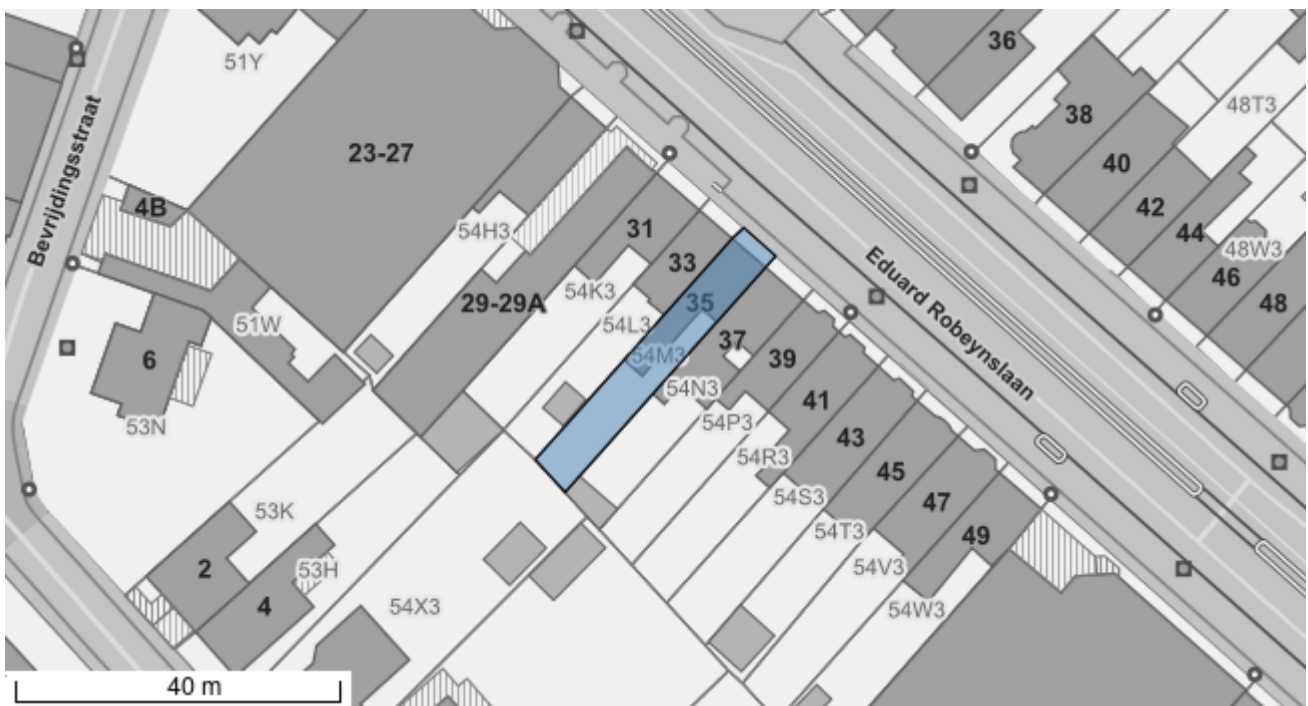 36
51Y
38
48T3
23-27
40
Bevrijdingsstraat
4B
42
54H3
31
44
48W3
33
Eduard Robeynslaan
46
54K3
29-29A
35
48
51W
54L3
37
6
54M3
39
54N3
53N
41
54P3
43
54R3
45
54S3
47
53K
54T3
49
2
53H
54V3
4
54X3
54W3
40 m